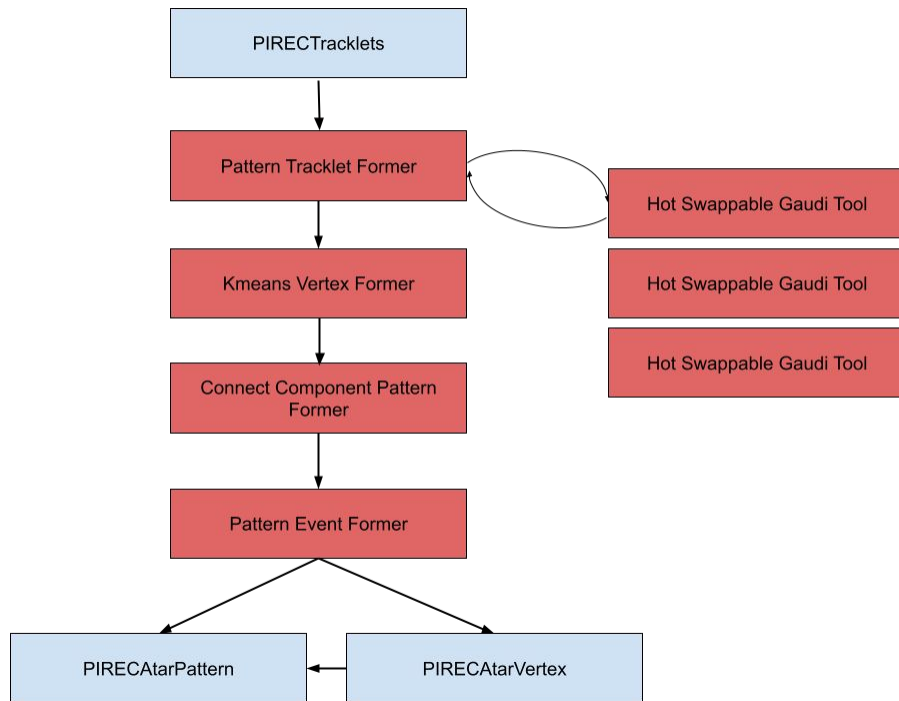 PIRECTracklets
Pattern Tracklet Former
Hot Swappable Gaudi Tool
Kmeans Vertex Former
Hot Swappable Gaudi Tool
Hot Swappable Gaudi Tool
Connect Component Pattern
Former
Pattern Event Former
PIRECAtarPattern
PIRECAtarVertex